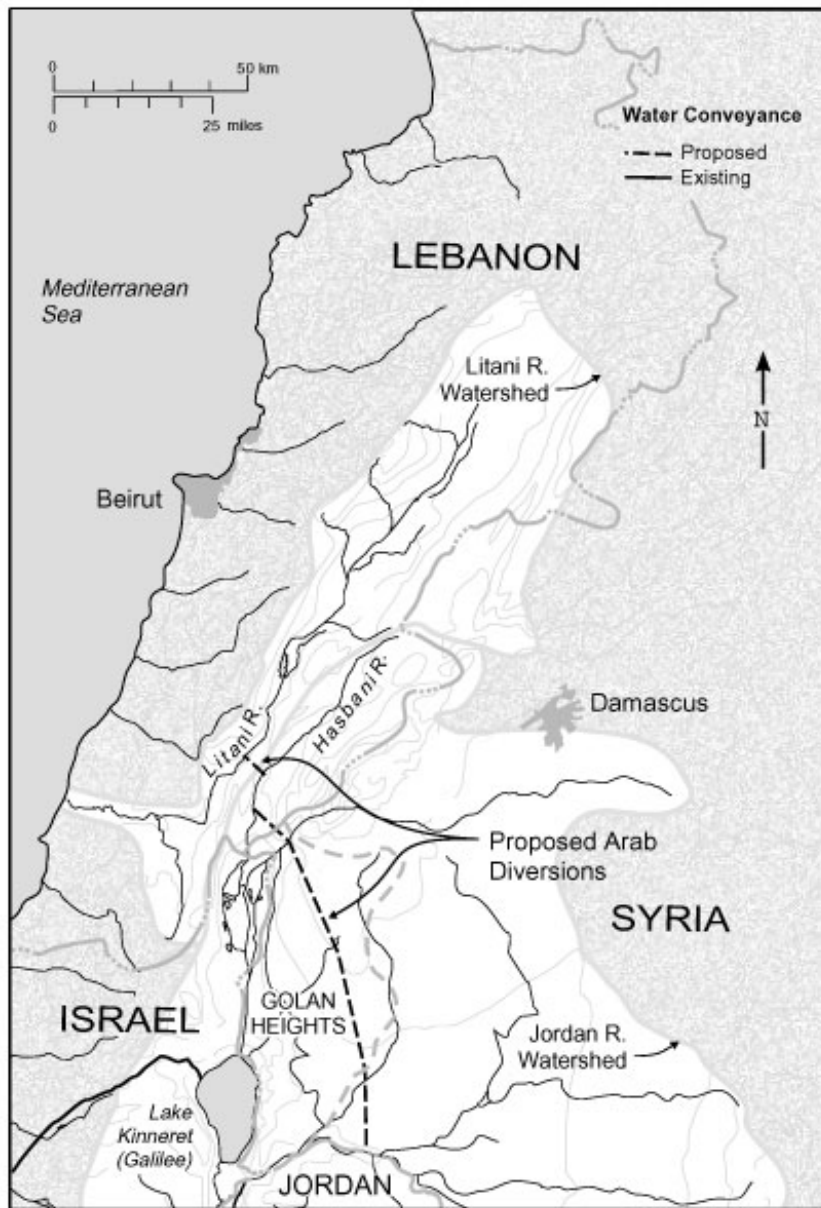 0 50 km
0 25 miles
Water Conveyance
Proposed
Existing
LEBANON
Mediterranean
Sea
Litani R.
Watershed
N
Beirut
Litani R.
Hasbani R.
Damascus
Proposed Arab
Diversions
SYRIA
GOLAN
HEIGHTS
ISRAEL
Jordan R.
Watershed
Lake
Kinneret
(Galilee)
JORDAN